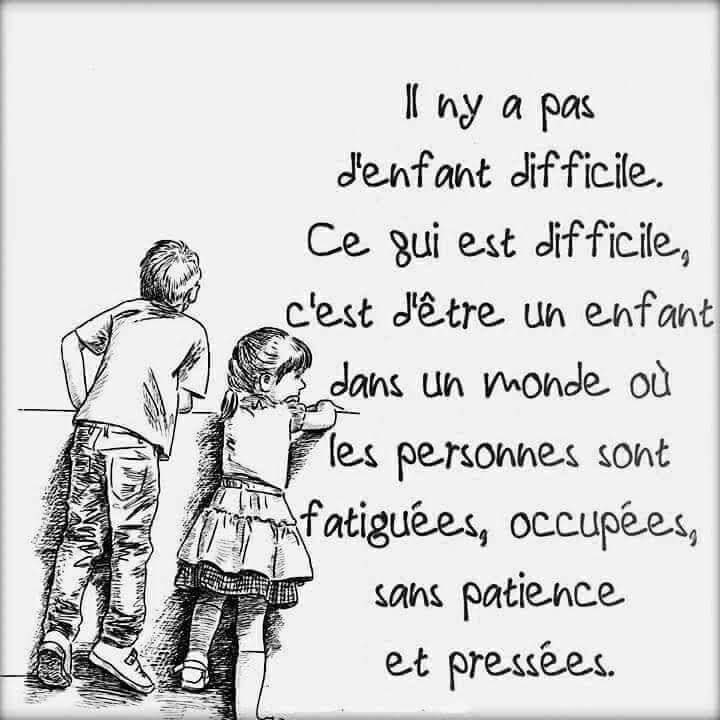 Il ny a pas
d'enfant difficile.
Ce qui est difficile,
c'est d'être un enfant
dans un monde où
les personnes sont
fatiguées, occupées,
sans patience
et pressées.